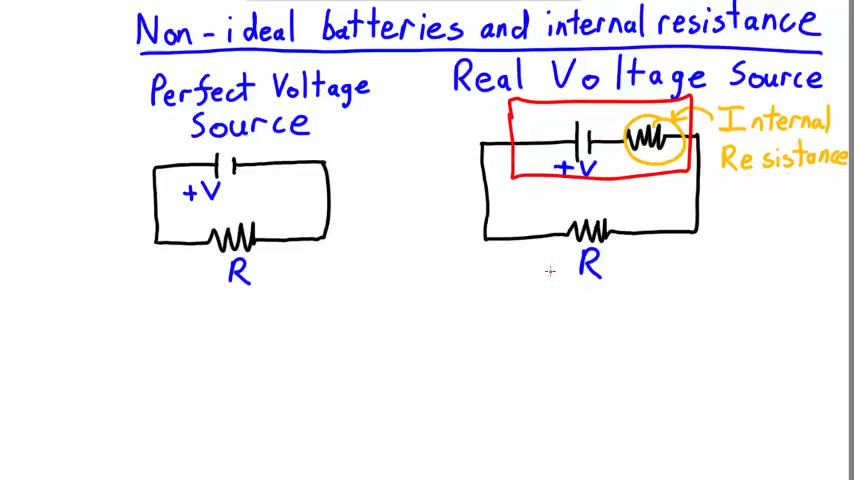 Non-ideal batteries and internal resistance
Perfect Voltage
Source
+V
R
Real Voltage Source
Internal
Resistance
+V
R